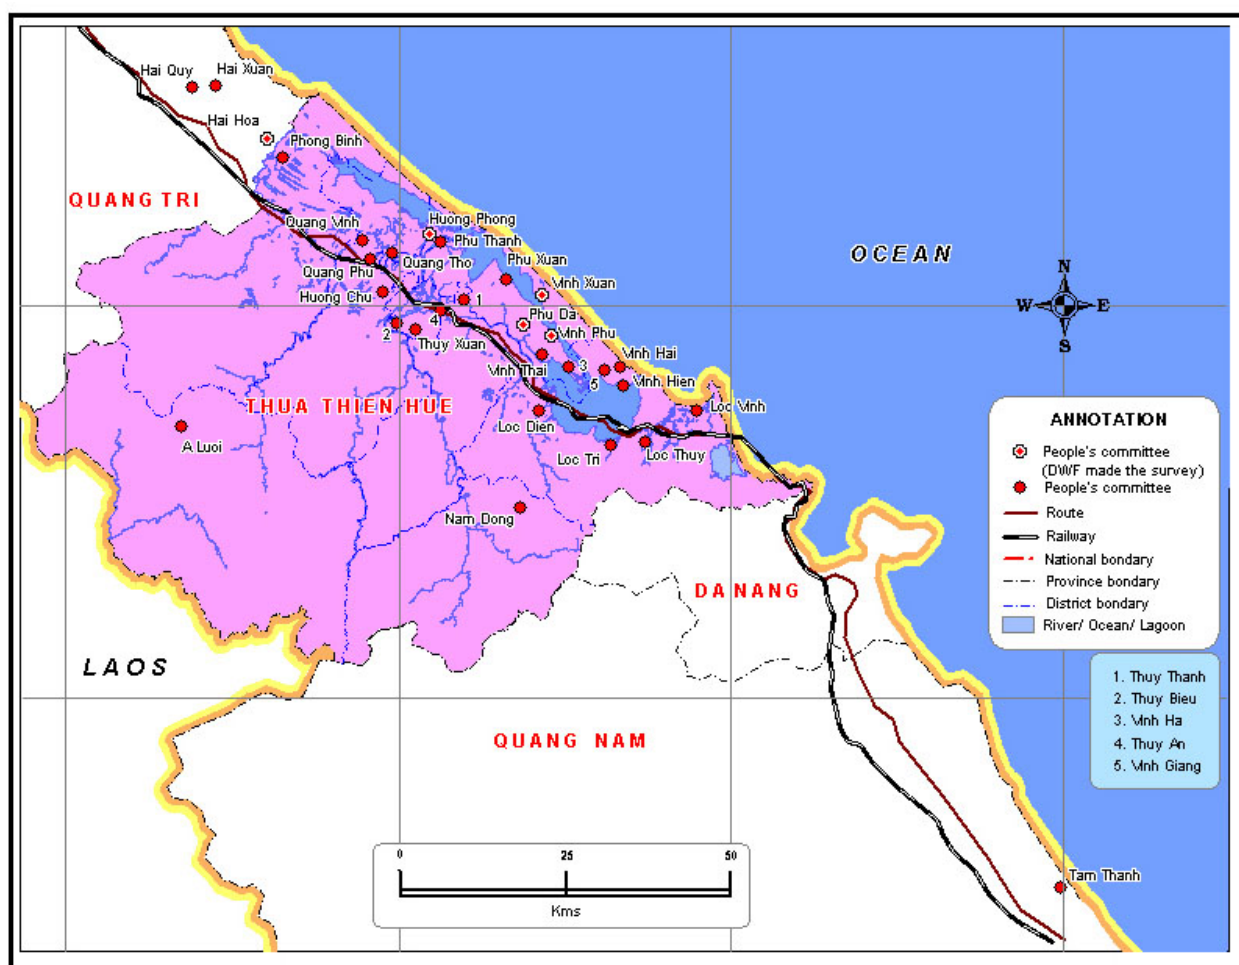 Hai Quy
Hai Xuan
Hai Hoa
Phong Binh
QUANG TRI
Quang Vinh
Huong Phong
Phu Thanh
Quang Tho
Phu Xuan
OCEAN
Quang Phu
Huong Chu
Vinh Xuan
1
Phu Da
4
Vinh Phu
2
Thuy Xuan
Vinh Thai
3
Vinh Hai
5
Vinh Hien
N
W
E
S
THUA THIEN HUE
Loc Dien
Loc Vinh
A Luoi
Loc Tri
Loc Thuy
Nam Dong
ANNOTATION
People's committee
(DWF made the survey)
People's committee
Route
Railway
National bondary
Province bondary
District bondary
River/ Ocean/ Lagoon
DA NANG
LAOS
1. Thuy Thanh
2. Thuy Bieu
3. Vinh Ha
4. Thuy An
5. Vinh Giang
QUANG NAM
0
25
50
Kms
Tam Thanh